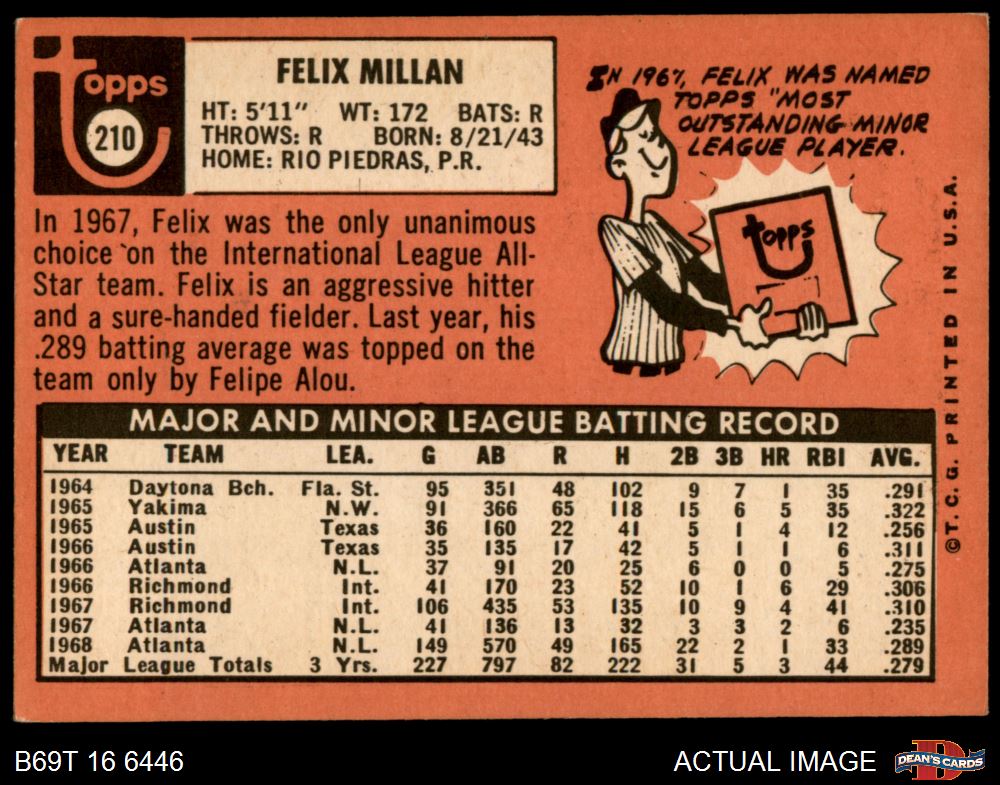 Topps
210
FELIX MILLAN
HT: 5'11" WT: 172 BATS: R
THROWS: R BORN: 8/21/43
HOME: RIO PIEDRAS, P.R.
IN 1967, FELIX WAS NAMED
TOPPS "MOST
OUTSTANDING MINOR
LEAGUE PLAYER.
Topps
In 1967, Felix was the only unanimous
choice on the International League All-
Star team. Felix is an aggressive hitter
and a sure-handed fielder. Last year, his
.289 batting average was topped on the
team only by Felipe Alou.
©T. C. G. PRINTED IN U.S.A.
MAJOR AND MINOR LEAGUE BATTING RECORD
YEAR TEAM LEA. G AB R H 2B 3B HR RBI AVG.
1964 Daytona Bch. Fla. St. 95 351 48 102 9 7 1 35 .291
1965 Yakima N.W. 91 366 65 118 15 6 5 35 .322
1965 Austin Texas 36 160 22 41 5 1 4 12 .256
1966 Austin Texas 35 135 17 42 5 1 1 6 .311
1966 Atlanta N.L. 37 91 20 25 6 0 0 5 .275
1966 Richmond Int. 41 170 23 52 10 1 6 29 .306
1967 Richmond Int. 106 435 53 135 10 9 4 41 .310
1967 Atlanta N.L. 41 136 13 32 3 3 2 6 .235
1968 Atlanta N.L. 149 570 49 165 22 2 1 33 .289
Major League Totals 3 Yrs. 227 797 82 222 31 5 3 44 .279
B69T 16 6446
ACTUAL IMAGE
DEAN'S CARDS